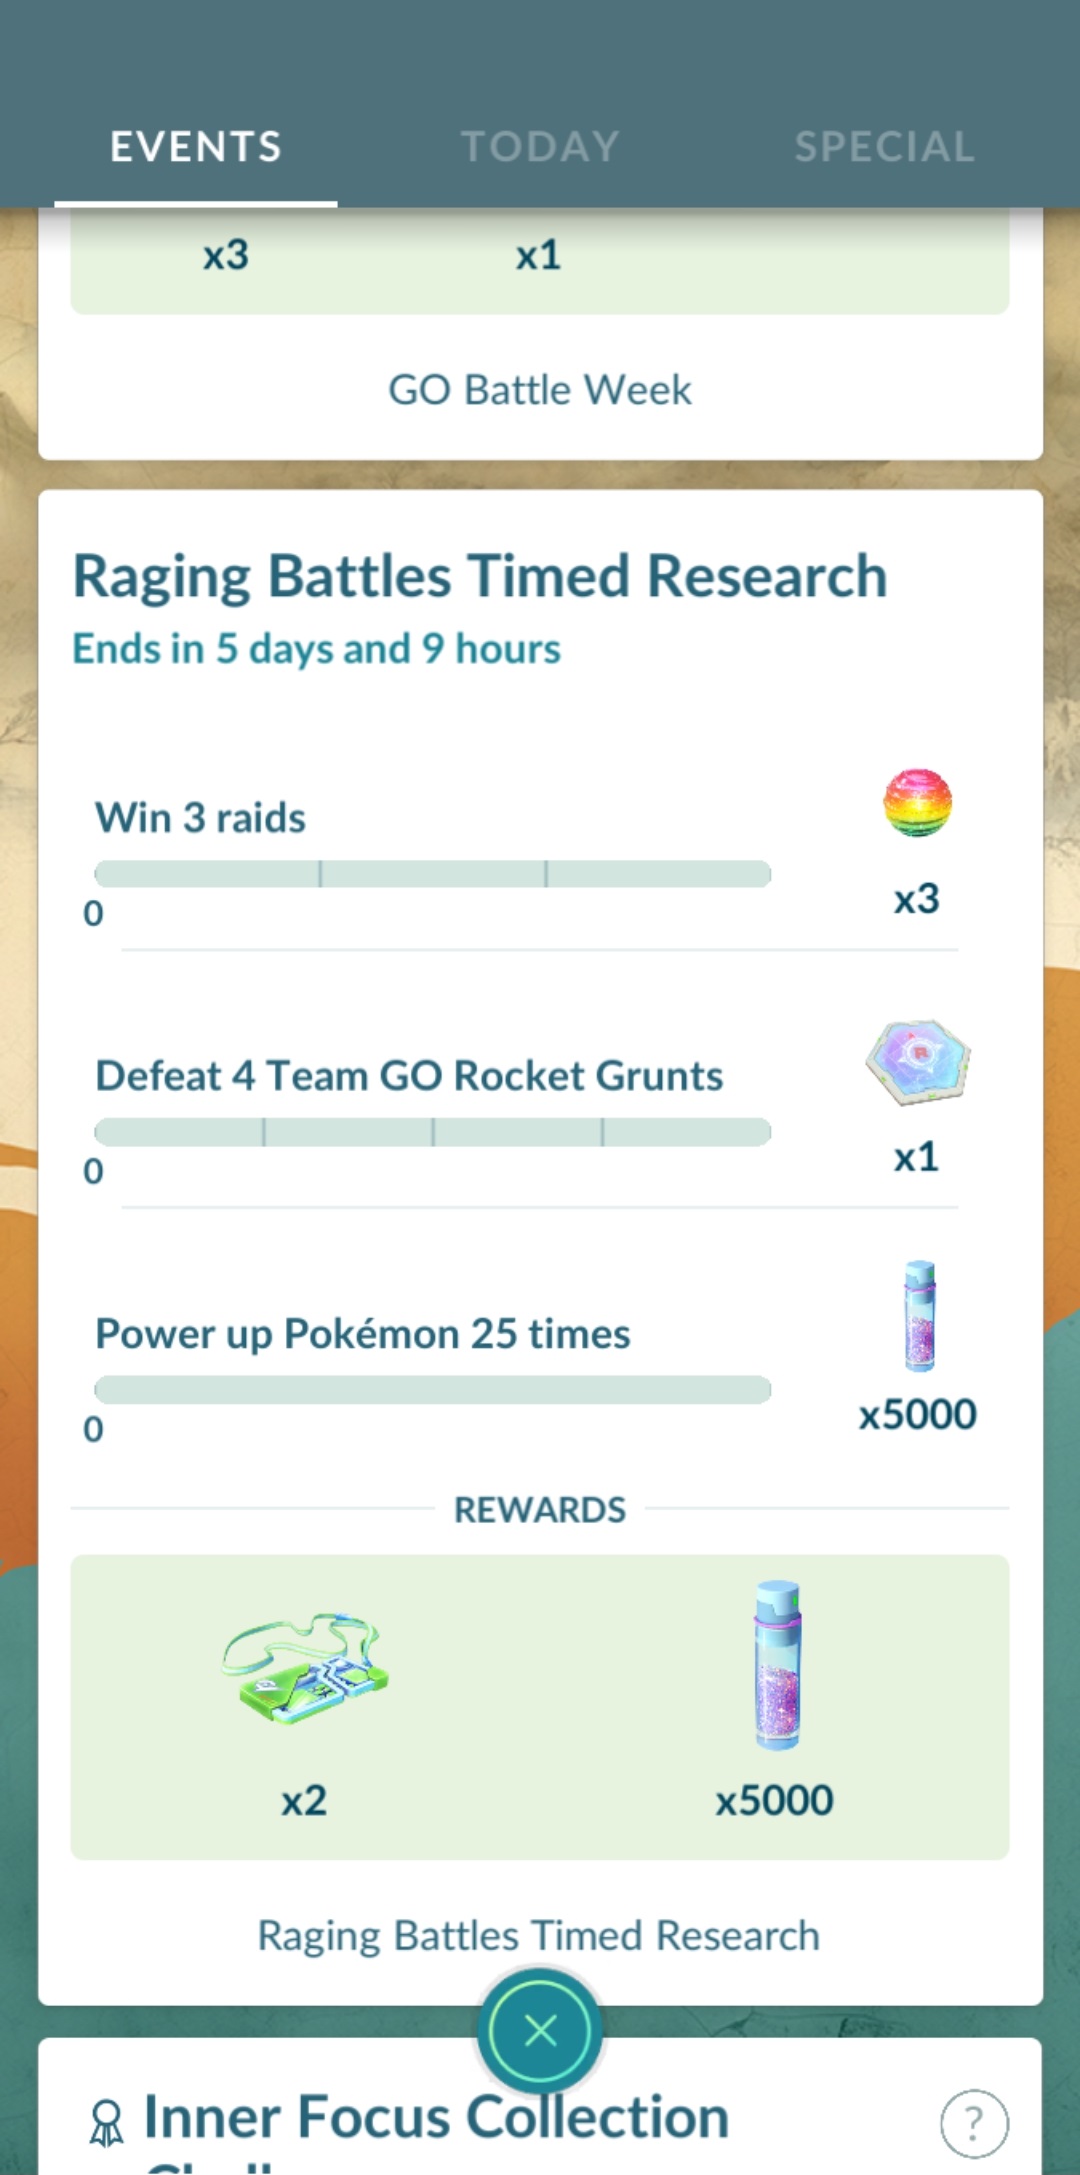 EVENTS TODAY SPECIAL
x3 x1
GO Battle Week
Raging Battles Timed Research
Ends in 5 days and 9 hours
Win 3 raids
0
x3
Defeat 4 Team GO Rocket Grunts
0
x1
Power up Pokémon 25 times
0
x5000
REWARDS
x2 x5000
Raging Battles Timed Research
Inner Focus Collection
?